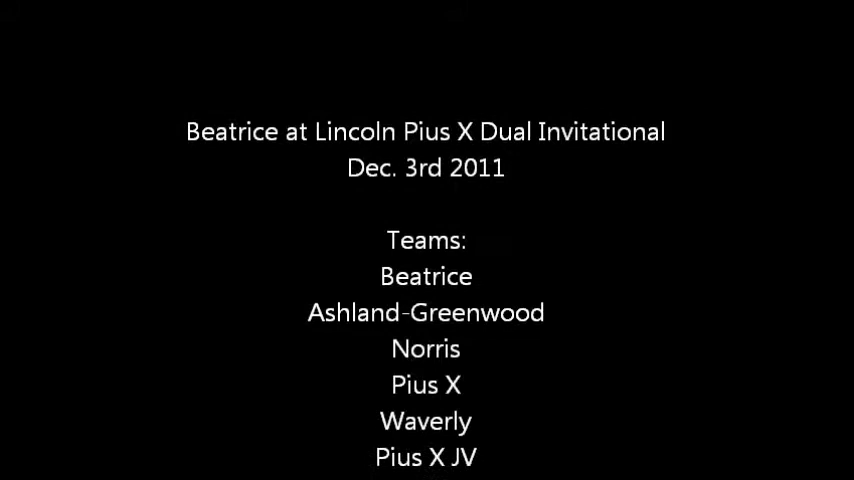 Beatrice at Lincoln Pius X Dual Invitational
Dec. 3rd 2011
Teams:
Beatrice
Ashland-Greenwood
Norris
Pius X
Waverly
Pius X JV